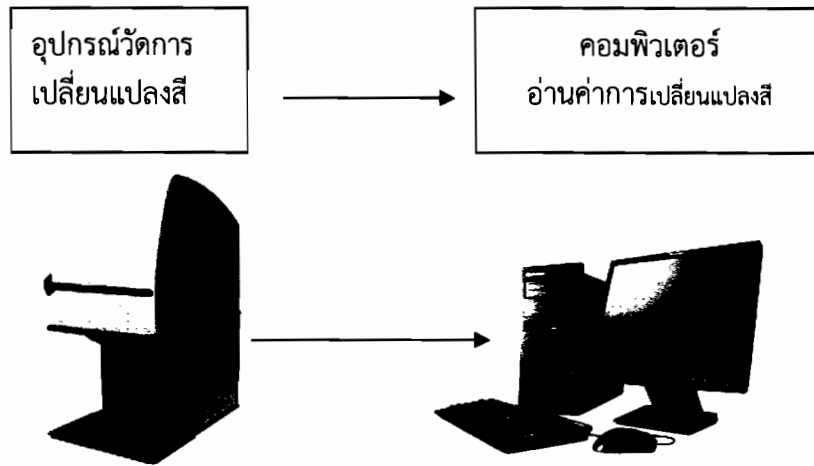 อุปกรณ์วัดการ
เปลี่ยนแปลงสี
คอมพิวเตอร์
อ่านค่าการเปลี่ยนแปลงสี